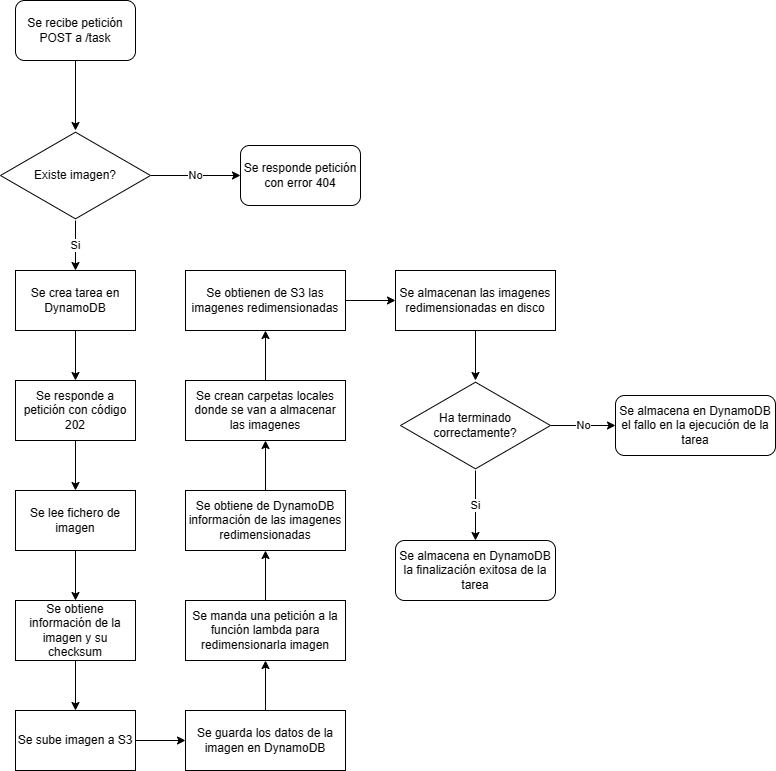 Se recibe petición
POST a /task
Existe imagen?
No
Se responde petición
con error 404
Si
Se crea tarea en
DynamoDB
Se responde a
petición con código
202
Se lee fichero de
imagen
Se obtiene
información de la
imagen y su
checksum
Se sube imagen a S3
Se guarda los datos de la
imagen en DynamoDB
Se manda una petición a la
función lambda para
redimensionarla imagen
Se obtiene de DynamoDB
información de las imagenes
redimensionadas
Se crean carpetas locales
donde se van a almacenar
las imagenes
Se obtienen de S3 las
imagenes redimensionadas
Se almacenan las imagenes
redimensionadas en disco
Ha terminado
correctamente?
No
Se almacena en DynamoDB
el fallo en la ejecución de la
tarea
Si
Se almacena en DynamoDB
la finalización exitosa de la
tarea